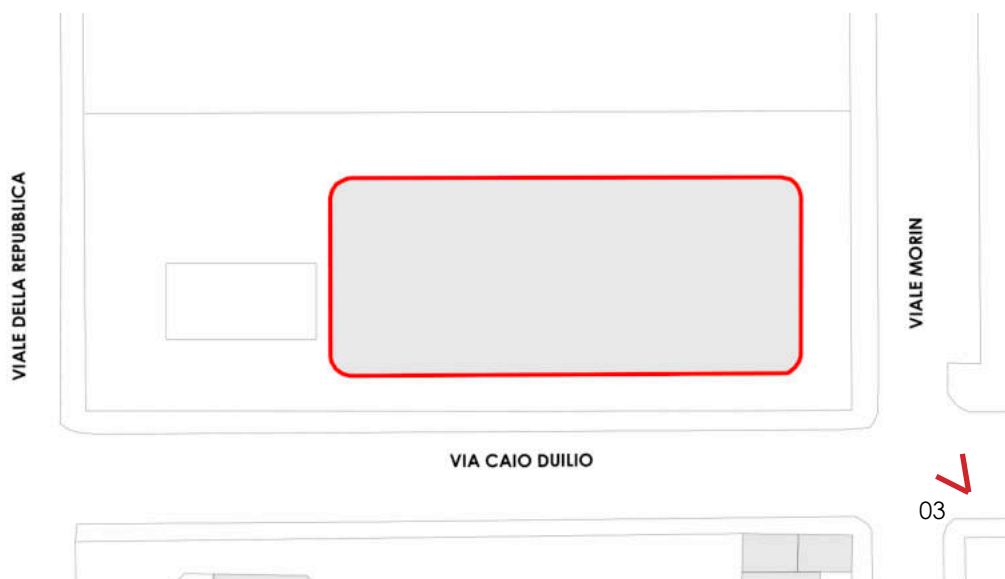 VIALE DELLA REPUBBLICA
VIALE MORIN
VIA CAIO DUILIO
03